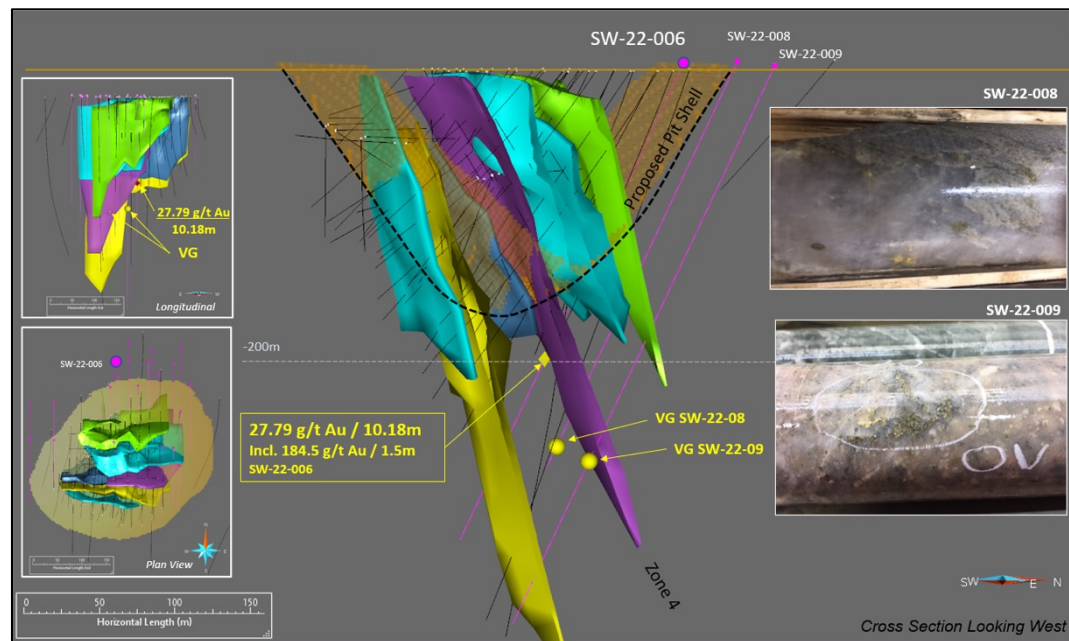 SW-22-006
SW-22-008
SW-22-009
27.79 g/t Au /
10.18m
VG
Longitudinal
Proposed Pit Shell
SW-22-008
SW-22-009
OV
-200m
SW-22-006
27.79 g/t Au / 10.18m
Incl. 184.5 g/t Au / 1.5m
SW-22-006
VG SW-22-08
VG SW-22-09
Zone 4
Plan View
0 50 100 150
Horizontal Length (m)
SW E N
Cross Section Looking West